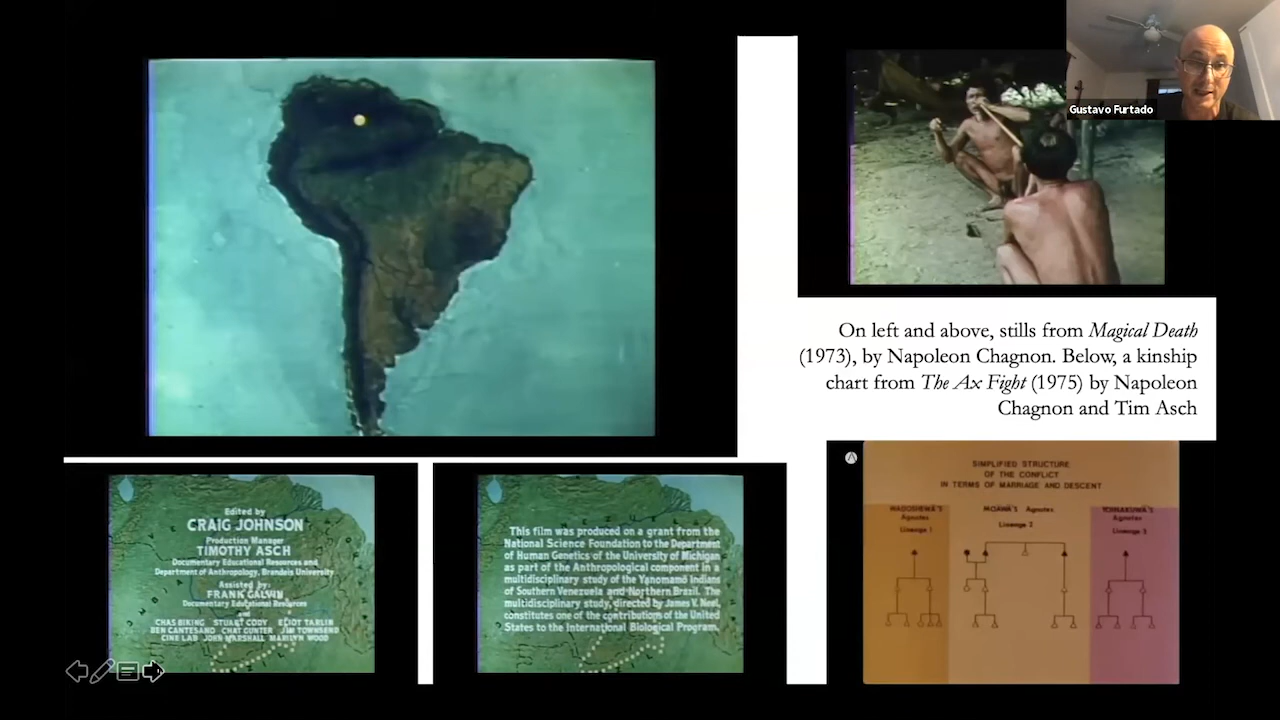 Gustavo Furtado
On left and above, stills from Magical Death
(1973), by Napoleon Chagnon. Below, a kinship
chart from The Ax Fight (1975) by Napoleon
Chagnon and Tim Asch
Edited by
CRAIG JOHNSON
Production Manager
TIMOTHY ASCH
Documentary Educational Resources and
Department of Anthropology, Brandeis University
Assisted by
FRANK GALVIN
Documentary Educational Resources
and
CHAS BIKING STUART CODY ELIOT TARLIN
BEN CANTESANO CHAT GUNTER JIM TOWNSEND
CINE LAB JOHN MARSHALL MARILYN WOOD
This film was produced on a grant from the
National Science Foundation to the Department
of Human Genetics of the University of Michigan
as part of the Anthropological component in a
multidisciplinary study of the Yanomamö Indians
of Southern Venezuela and Northern Brazil. The
multidisciplinary study, directed by James V. Neel,
constitutes one of the contributions of the United
States to the International Biological Program.
SIMPLIFIED STRUCTURE
OF THE CONFLICT
IN TERMS OF MARRIAGE AND DESCENT
Agnates
Lineage 1
MOAWA'S Agnates
Lineage 2
Agnates
Lineage 3